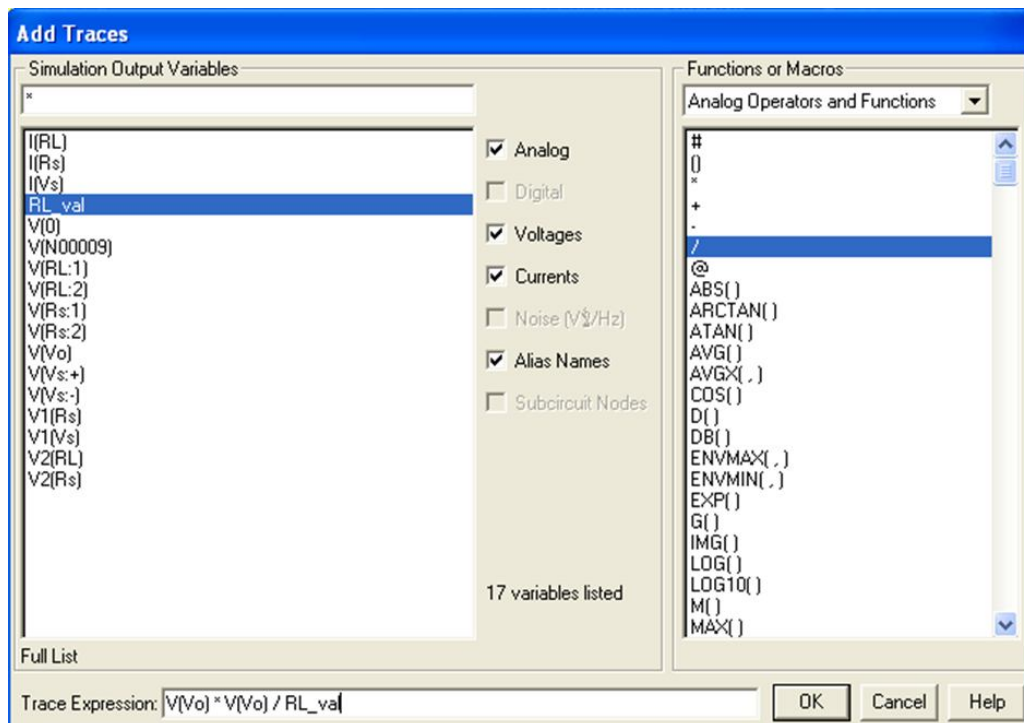 Add Traces
Simulation Output Variables
*
I(RL)
I(Rs)
I(Vs)
RL_val
V(0)
V(N00009)
V(RL:1)
V(RL:2)
V(Rs:1)
V(Rs:2)
V(Vo)
V(Vs:+)
V(Vs:-)
V1(Rs)
V1(Vs)
V2(RL)
V2(Rs)
Full List
Analog
Digital
Voltages
Currents
Noise (V²/Hz)
Alias Names
Subcircuit Nodes
17 variables listed
Functions or Macros
Analog Operators and Functions
#
()
*
+
-
/
@
ABS( )
ARCTAN( )
ATAN( )
AVG( )
AVGX( , )
COS( )
D( )
DB( )
ENVMAX( , )
ENVMIN( , )
EXP( )
G( )
IMG( )
LOG( )
LOG10( )
M( )
MAX( )
Trace Expression: V(Vo) * V(Vo) / RL_val
OK Cancel Help